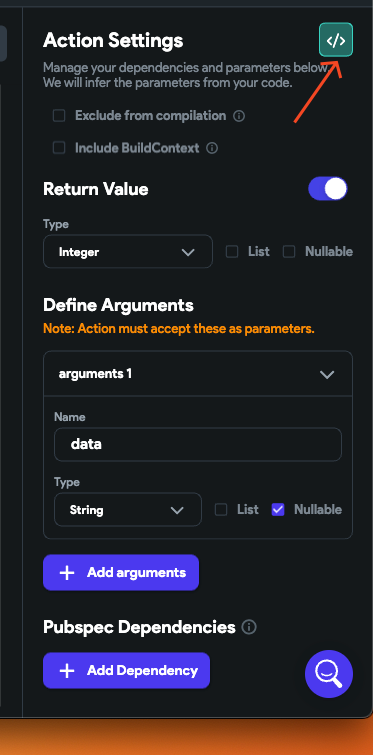 Action Settings
</>
Manage your dependencies and parameters below.
We will infer the parameters from your code.
Exclude from compilation
Include BuildContext
Return Value
Type
Integer
List
Nullable
Define Arguments
Note: Action must accept these as parameters.
arguments 1
Name
data
Type
String
List
Nullable
+ Add arguments
Pubspec Dependencies
+ Add Dependency